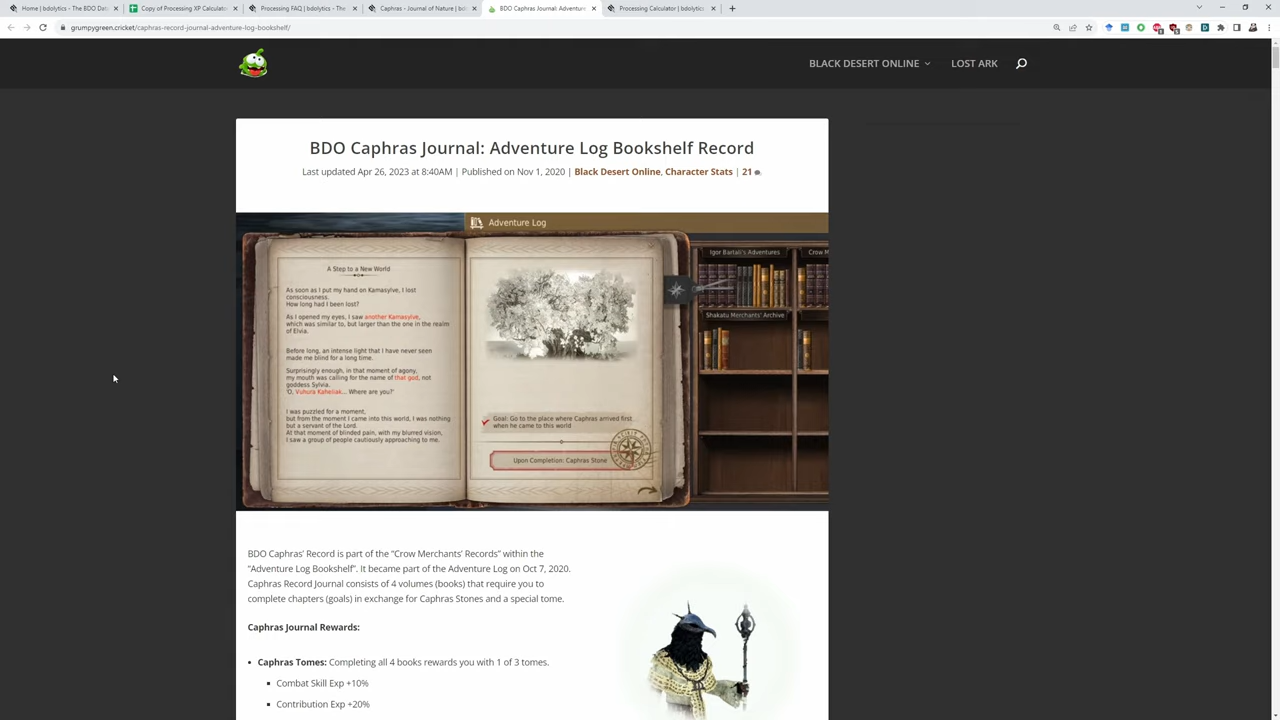 Home | bdolytics - The BDO Dat
Copy of Processing XP Calculator
Processing FAQ | bdolytics - The
Caphras - Journal of Nature | bd
BDO Caphras Journal: Adventure
Processing Calculator | bdolytics
grumpygreen.cricket/caphras-record-journal-adventure-log-bookshelf/
BLACK DESERT ONLINE
LOST ARK
BDO Caphras Journal: Adventure Log Bookshelf Record
Last updated Apr 26, 2023 at 8:40AM | Published on Nov 1, 2020 | Black Desert Online, Character Stats | 21
Adventure Log
A Step to a New World
As soon as I put my hand on Kamasylve, I lost
consciousness.
How long had I been lost?
As I opened my eyes, I saw another Kamasylve,
which was similar to, but larger than the one in the realm
of Elvia.
Before long, an intense light that I have never seen
made me blind for a long time.
Surprisingly enough, in that moment of agony,
my mouth was calling for the name of that god, not
goddess Sylvia.
'O, Vuhura Kaheliak... Where are you?'
I was puzzled for a moment,
but from the moment I came into this world, I was nothing
but a servant of the Lord.
At that moment of blinded pain, with my blurred vision,
I saw a group of people cautiously approaching to me.
Goal: Go to the place where Caphras arrived first
when he came to this world
Upon Completion: Caphras Stone
Igor Bartali's Adventures
Crow M
Shakatu Merchants' Archive
BDO Caphras' Record is part of the "Crow Merchants' Records" within the
"Adventure Log Bookshelf". It became part of the Adventure Log on Oct 7, 2020.
Caphras Record Journal consists of 4 volumes (books) that require you to
complete chapters (goals) in exchange for Caphras Stones and a special tome.
Caphras Journal Rewards:
Caphras Tomes: Completing all 4 books rewards you with 1 of 3 tomes.
Combat Skill Exp +10%
Contribution Exp +20%